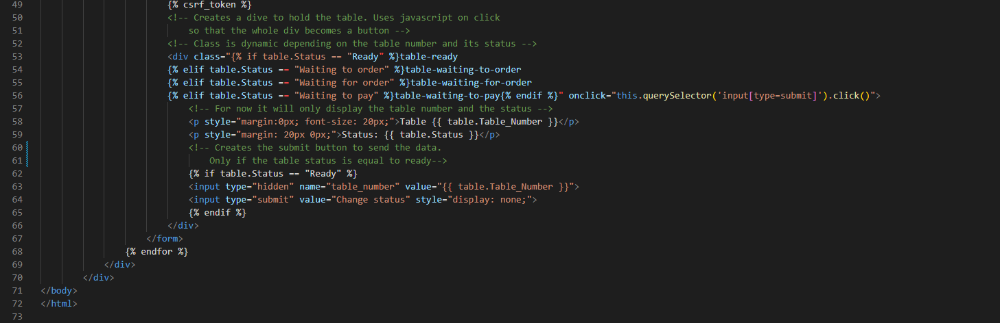 49 {% csrf_token %}
50 <!-- Creates a dive to hold the table. Uses javascript on click
51 so that the whole div becomes a button -->
52 <!-- Class is dynamic depending on the table number and its status -->
53 <div class="{% if table.Status == "Ready" %}table-ready
54 {% elif table.Status == "Waiting to order" %}table-waiting-to-order
55 {% elif table.Status == "Waiting for order" %}table-waiting-for-order
56 {% elif table.Status == "Waiting to pay" %}table-waiting-to-pay{% endif %}" onclick="this.querySelector('input[type=submit]').click()">
57 <!-- For now it will only display the table number and the status -->
58 <p style="margin:0px; font-size: 20px;">Table {{ table.Table_Number }}</p>
59 <p style="margin: 20px 0px;">Status: {{ table.Status }}</p>
60 <!-- Creates the submit button to send the data.
61 Only if the table status is equal to ready-->
62 {% if table.Status == "Ready" %}
63 <input type="hidden" name="table_number" value="{{ table.Table_Number }}">
64 <input type="submit" value="Change status" style="display: none;">
65 {% endif %}
66 </div>
67 </form>
68 {% endfor %}
69 </div>
70 </div>
71 </body>
72 </html>
73